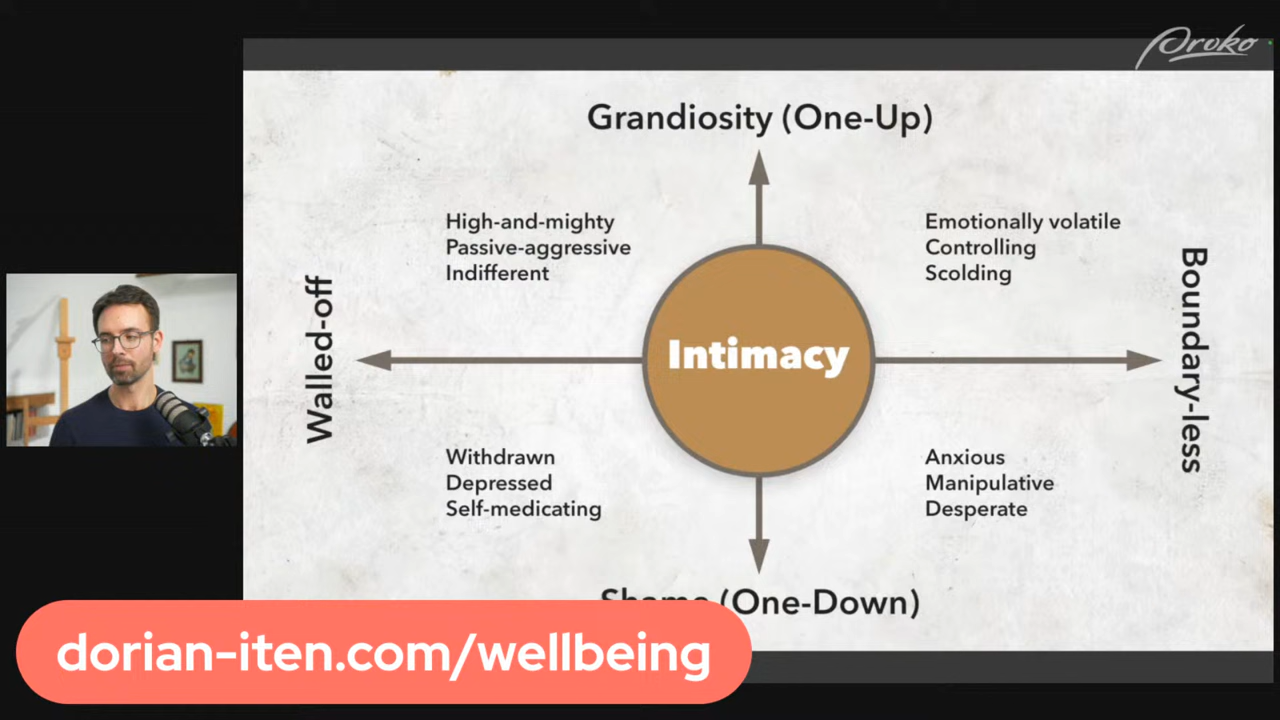 Proko
Grandiosity (One-Up)
High-and-mighty
Passive-aggressive
Indifferent
Emotionally volatile
Controlling
Scolding
Walled-off
Intimacy
Boundary-less
Withdrawn
Depressed
Self-medicating
Anxious
Manipulative
Desperate
Shame (One-Down)
dorian-iten.com/wellbeing